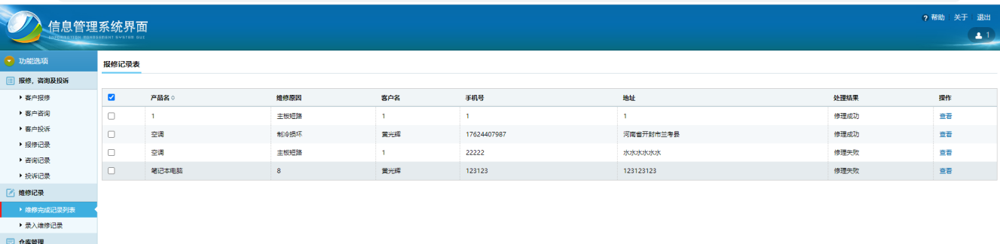 信息管理系统界面
INFORMATION MANAGEMENT SYSTEM GUI
帮助 关于 退出
1
功能选项
报修记录表
报修，咨询及投诉
客户报修
客户咨询
客户投诉
报修记录
咨询记录
投诉记录
维修记录
维修完成记录列表
录入维修记录
仓库管理
产品名 维修原因 客户名 手机号 地址 处理结果 操作
1 主板短路 1 1 1 修理成功 查看
空调 制冷损坏 黄光辉 17624407987 河南省开封市兰考县 修理成功 查看
空调 主板短路 1 22222 水水水水水水 修理失败 查看
笔记本电脑 8 黄光辉 123123 123123123 修理失败 查看